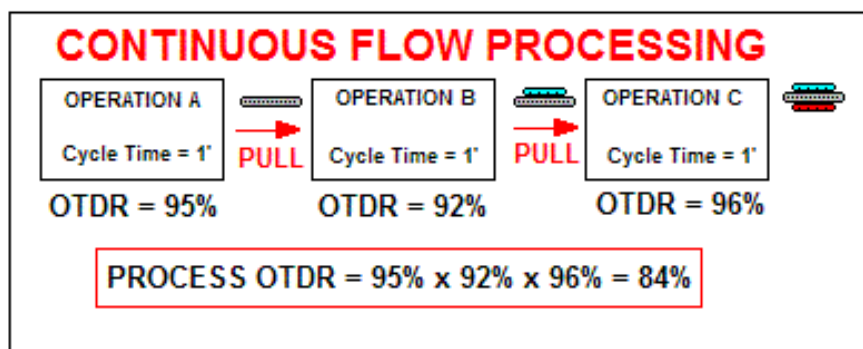 CONTINUOUS FLOW PROCESSING
OPERATION A
Cycle Time = 1"
OTDR = 95%
PULL
OPERATION B
Cycle Time = 1"
OTDR = 92%
PULL
OPERATION C
Cycle Time = 1"
OTDR = 96%
PROCESS OTDR = 95% x 92% x 96% = 84%